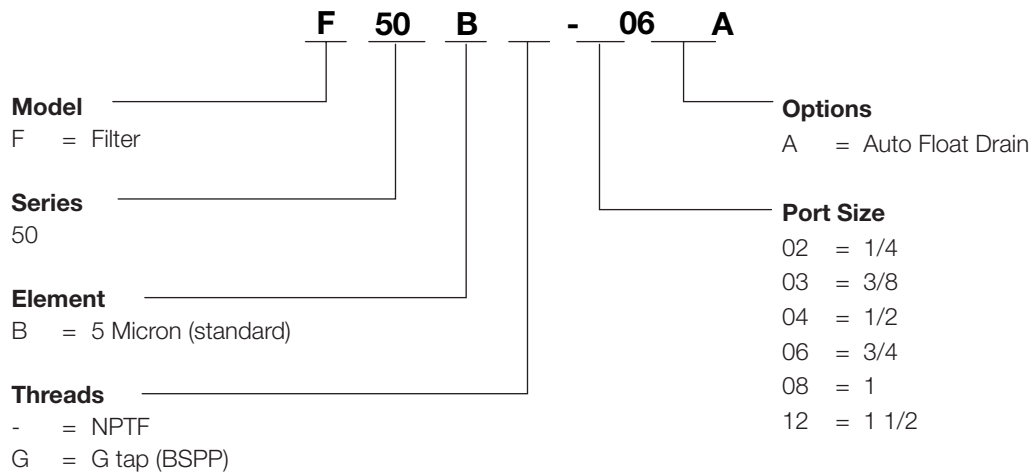 F 50 B - 06 A
Model
F = Filter
Series
50
Element
B = 5 Micron (standard)
Threads
- = NPTF
G = G tap (BSPP)
Options
A = Auto Float Drain
Port Size
02 = 1/4
03 = 3/8
04 = 1/2
06 = 3/4
08 = 1
12 = 1 1/2